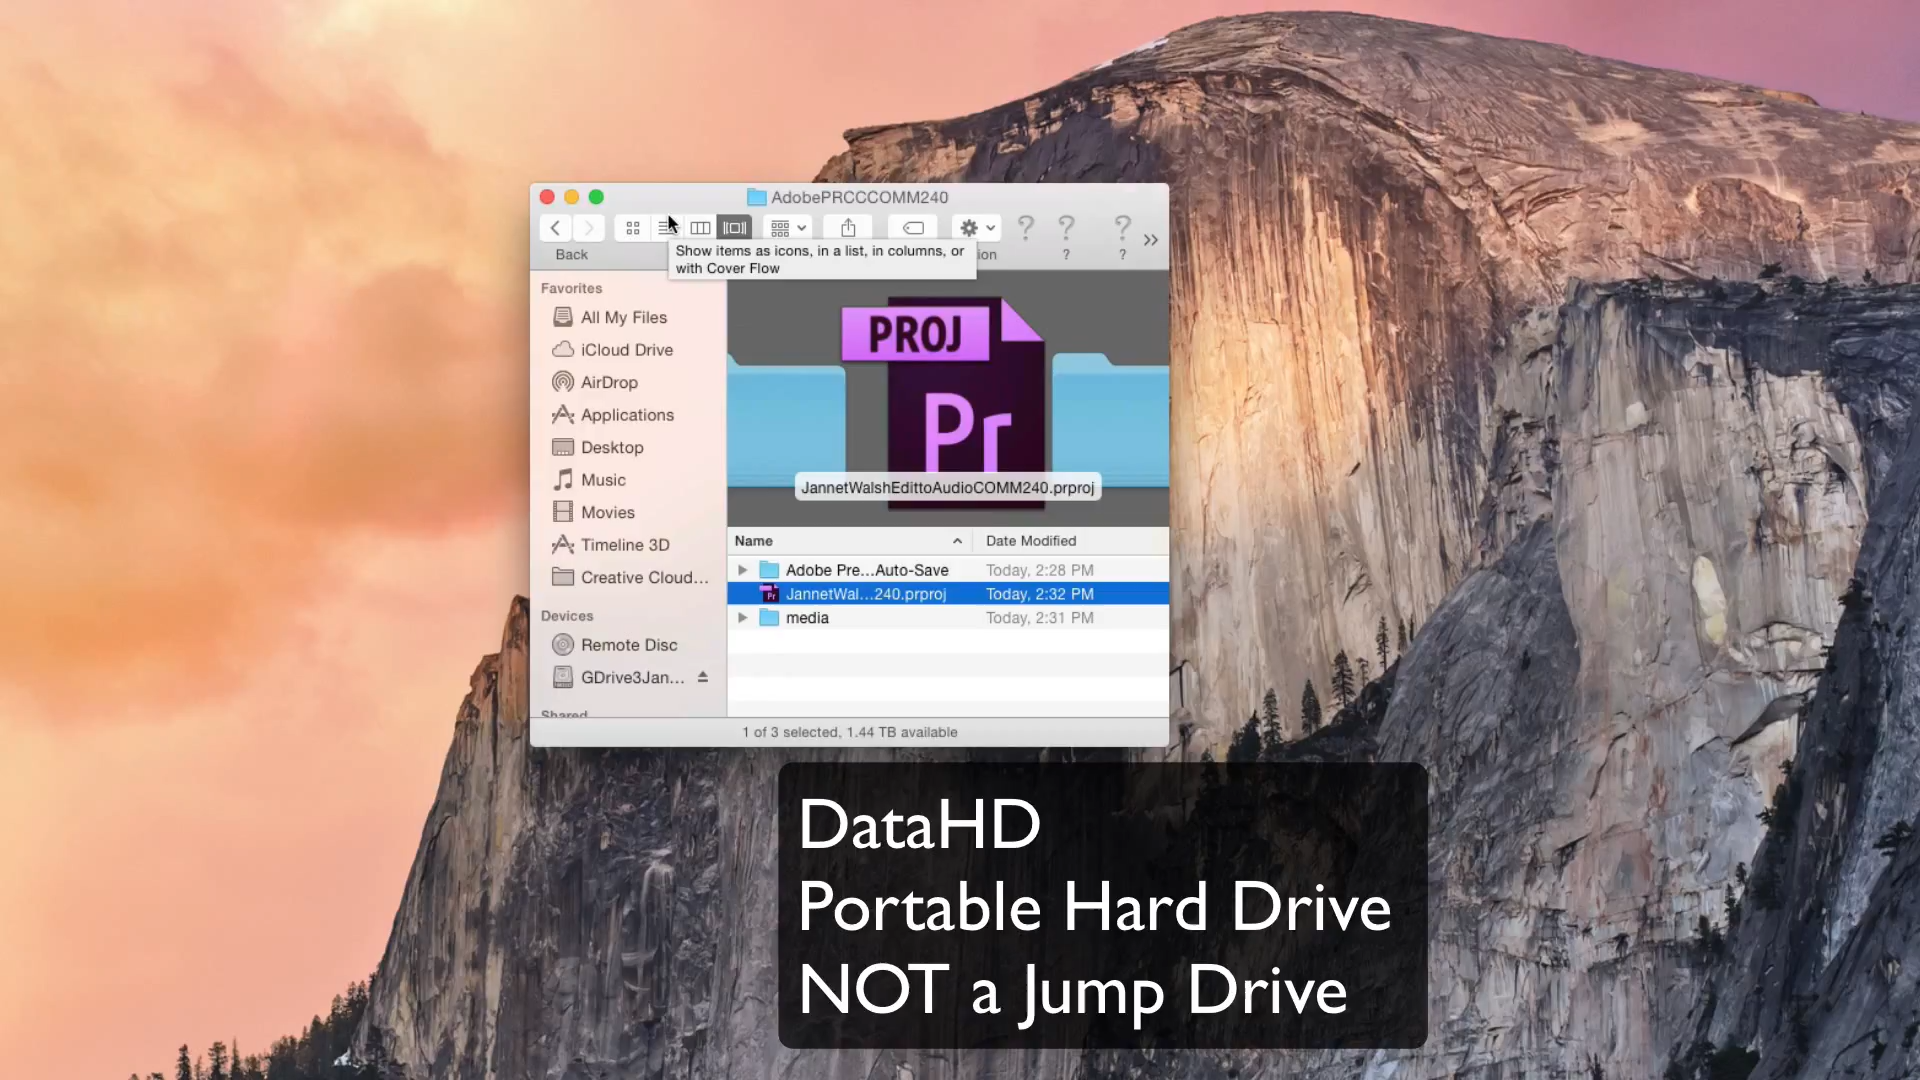 AdobePRCCCOMM240
Back
ion
?
?
Show items as icons, in a list, in columns, or
with Cover Flow
Favorites
All My Files
iCloud Drive
AirDrop
Applications
Desktop
Music
Movies
Timeline 3D
Creative Cloud...
Devices
Remote Disc
GDrive3Jan...
Shared
PROJ
Pr
JannetWalshEdittoAudioCOMM240.prproj
Name
Date Modified
Adobe Pre...Auto-Save
Today, 2:28 PM
JannetWal...240.prproj
Today, 2:32 PM
media
Today, 2:31 PM
1 of 3 selected, 1.44 TB available
DataHD
Portable Hard Drive
NOT a Jump Drive